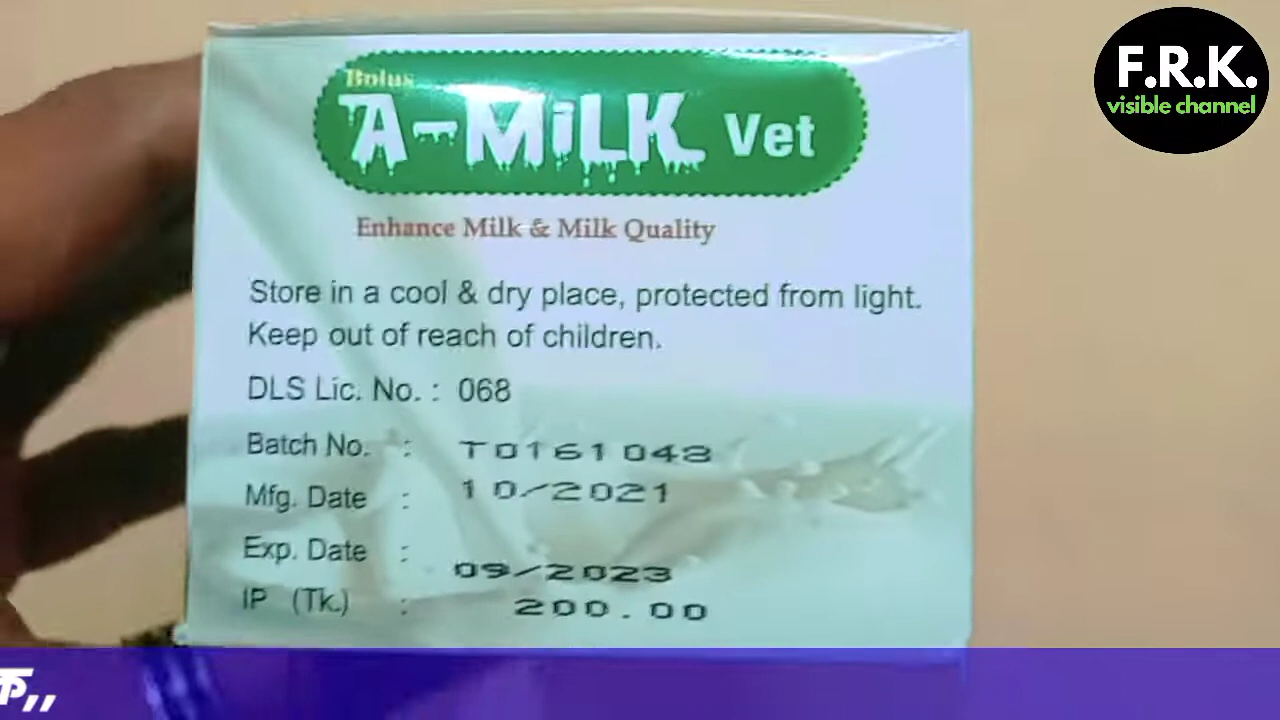 F.R.K.
visible channel
Bolus
A-MiLK Vet
Enhance Milk & Milk Quality
Store in a cool & dry place, protected from light.
Keep out of reach of children.
DLS Lic. No. : 068
Batch No. : T0161048
Mfg. Date : 10/2021
Exp. Date : 09/2023
IP (Tk.) : 200.00